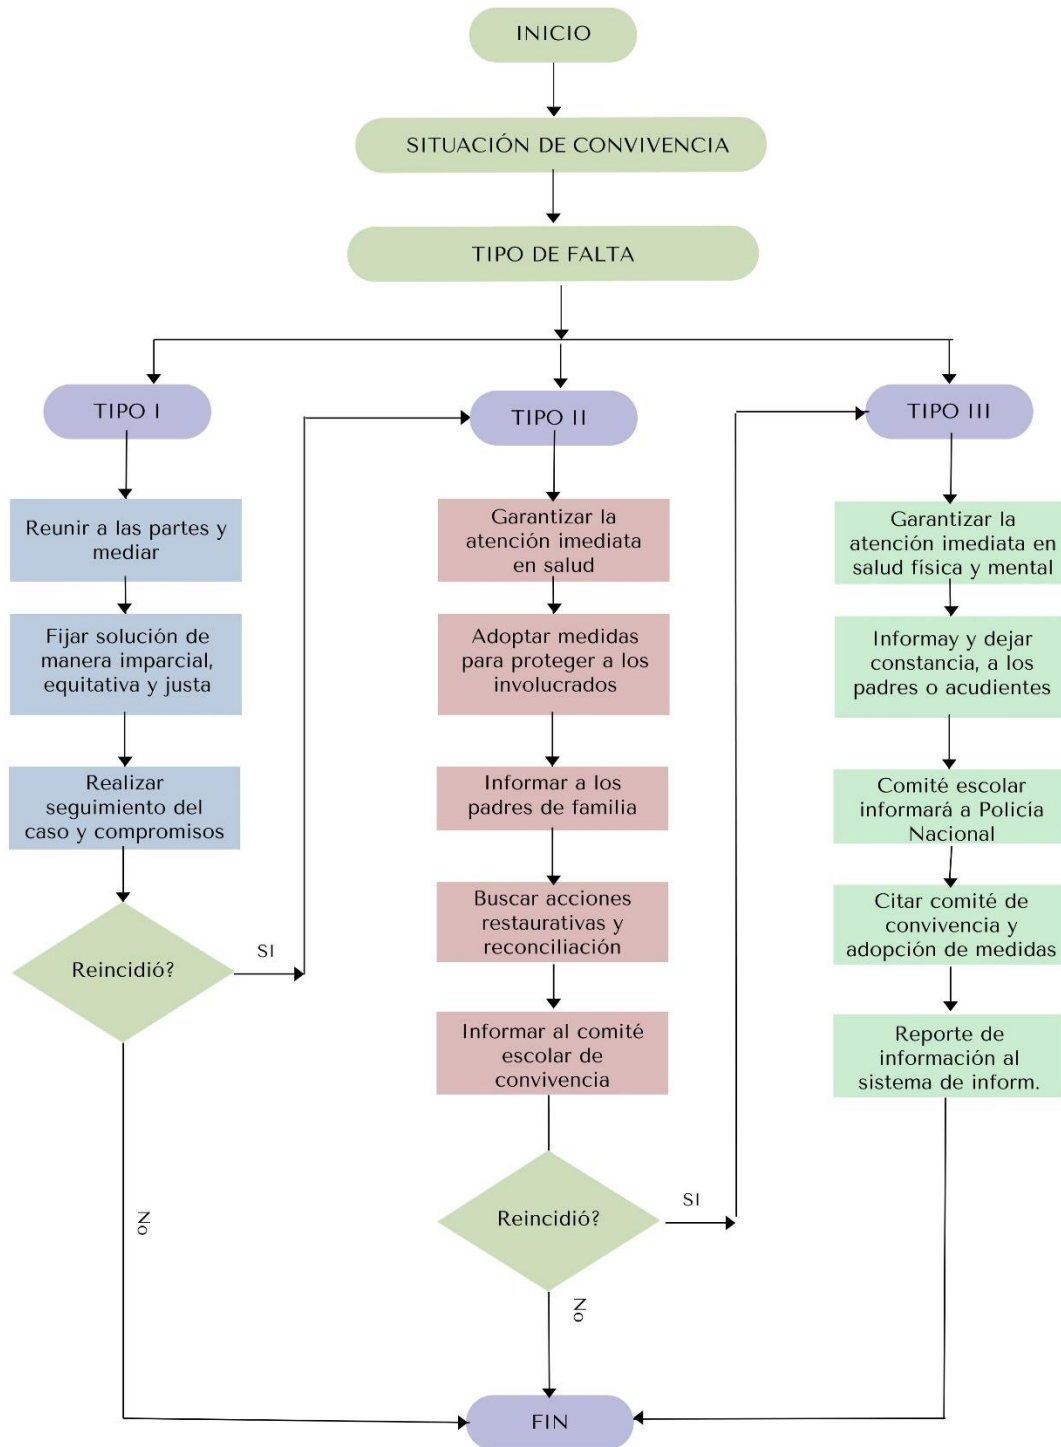 INICIO
SITUACIÓN DE CONVIVENCIA
TIPO DE FALTA
TIPO I
Reunir a las partes y
mediar
Fijar solución de
manera imparcial,
equitativa y justa
Realizar
seguimiento del
caso y compromisos
Reincidió?
SI
No
TIPO II
Garantizar la
atención imediata
en salud
Adoptar medidas
para proteger a los
involucrados
Informar a los
padres de familia
Buscar acciones
restaurativas y
reconciliación
Informar al comité
escolar de
convivencia
Reincidió?
SI
No
TIPO III
Garantizar la
atención imediata en
salud física y mental
Informay y dejar
constancia, a los
padres o acudientes
Comité escolar
informará a Policía
Nacional
Citar comité de
convivencia y
adopción de medidas
Reporte de
información al
sistema de inform.
FIN